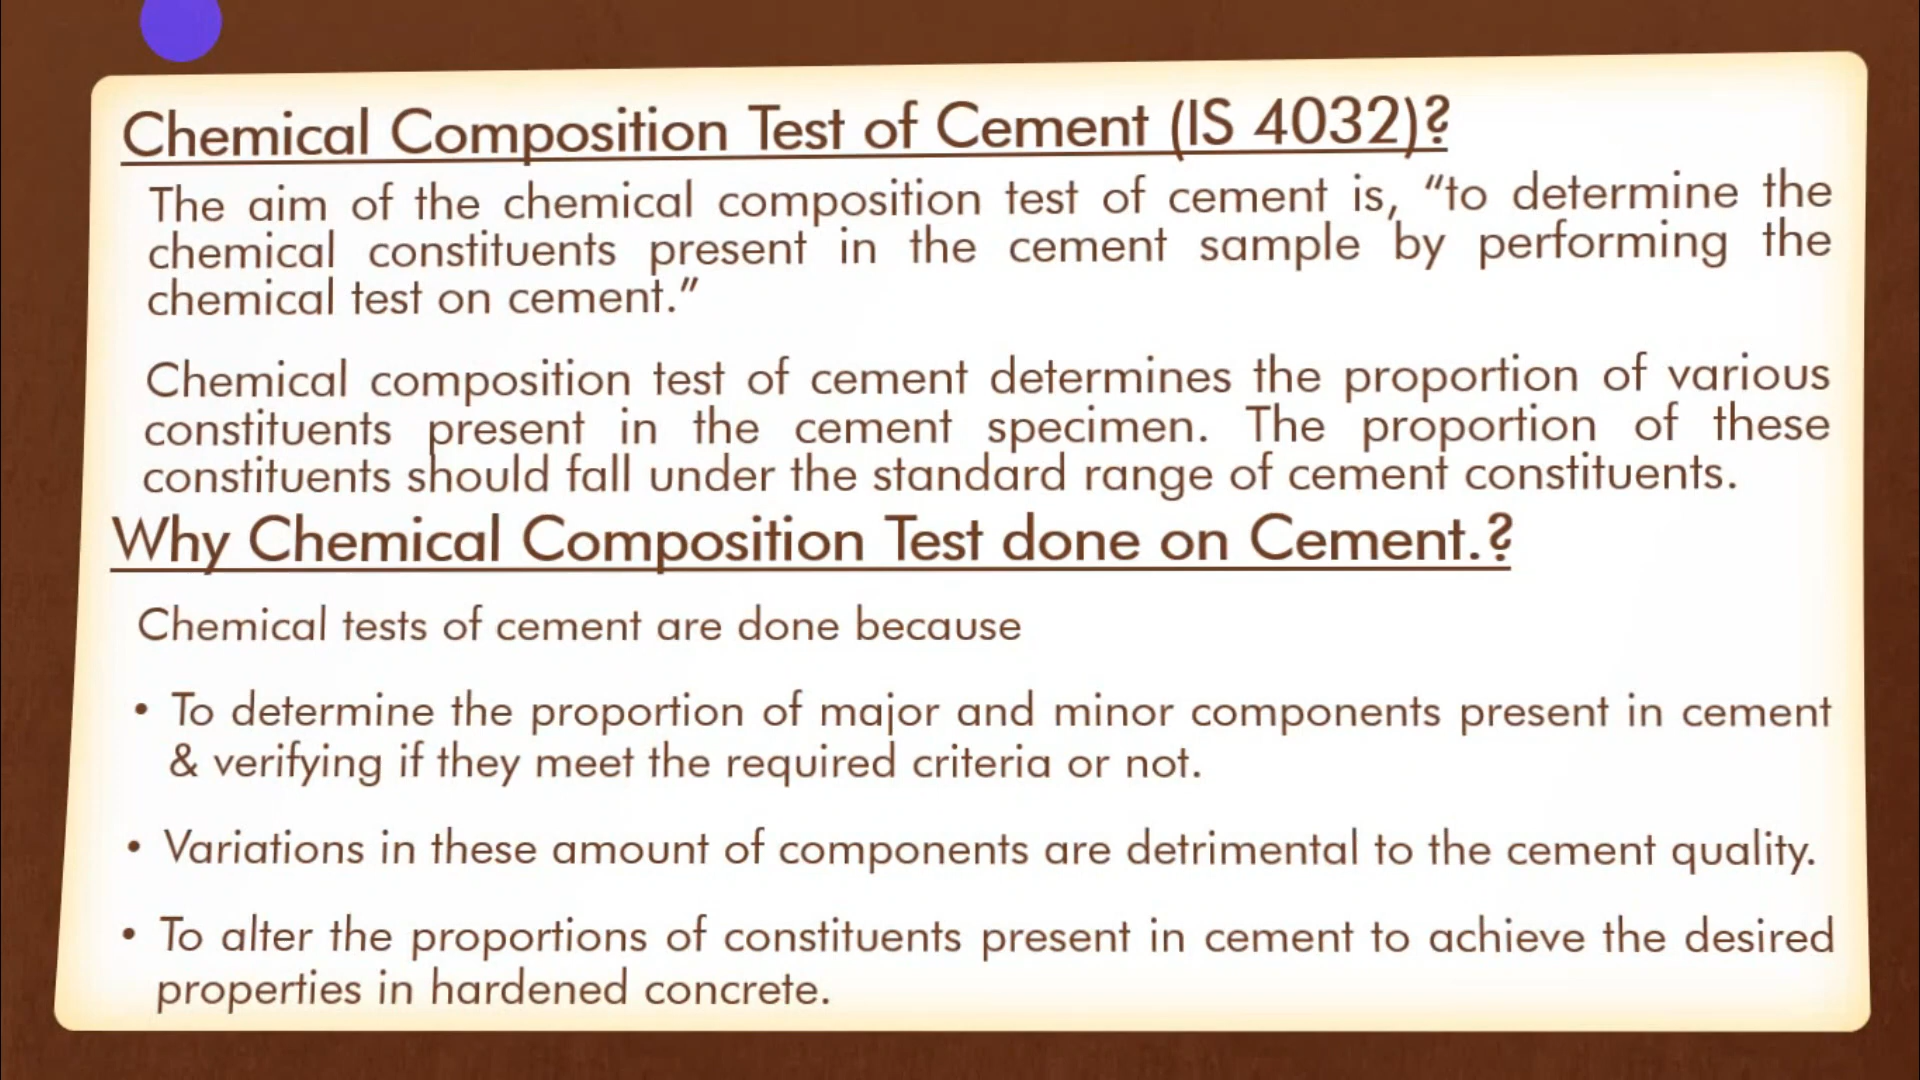 Chemical Composition Test of Cement (IS 4032)?
The aim of the chemical composition test of cement is, “to determine the
chemical constituents present in the cement sample by performing the
chemical test on cement.”
Chemical composition test of cement determines the proportion of various
constituents present in the cement specimen. The proportion of these
constituents should fall under the standard range of cement constituents.
Why Chemical Composition Test done on Cement.?
Chemical tests of cement are done because
• To determine the proportion of major and minor components present in cement
& verifying if they meet the required criteria or not.
• Variations in these amount of components are detrimental to the cement quality.
• To alter the proportions of constituents present in cement to achieve the desired
properties in hardened concrete.